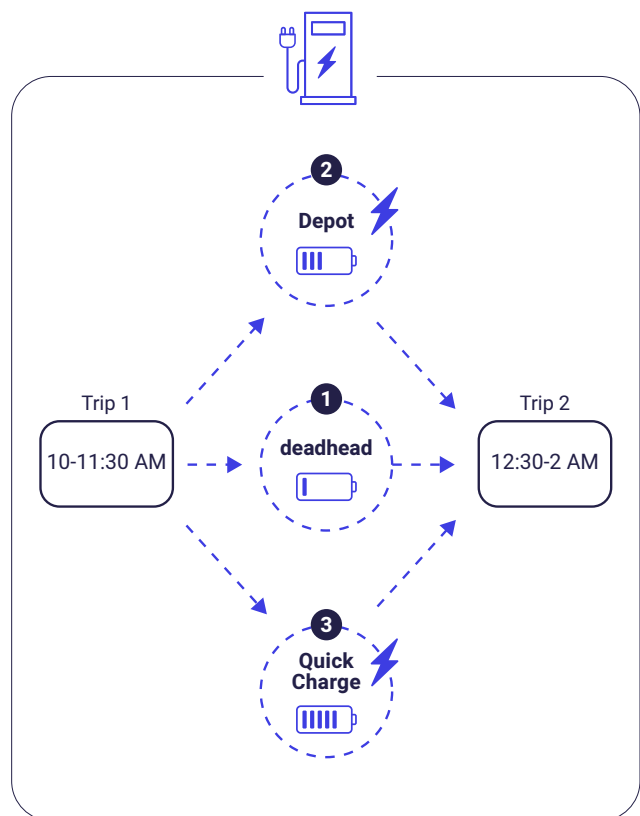 2
Depot
Trip 1
10-11:30 AM
1
deadhead
Trip 2
12:30-2 AM
3
Quick
Charge